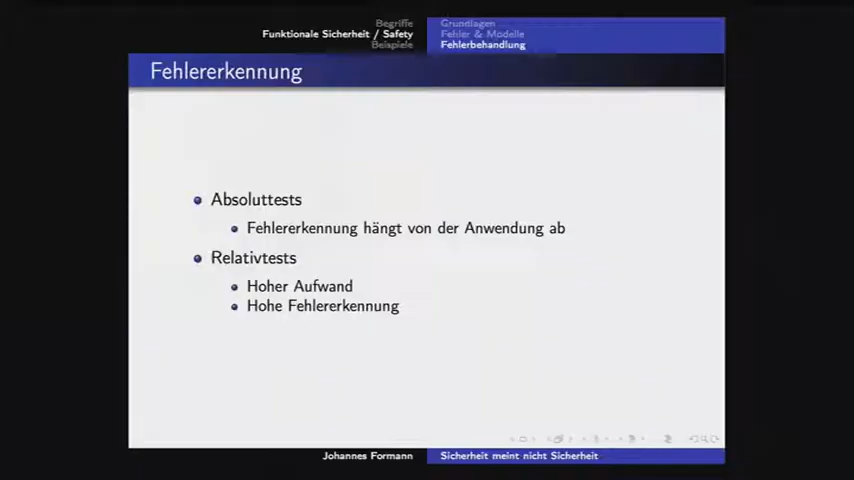 Begriffe
Funktionale Sicherheit / Safety
Beispiele
Grundlagen
Fehler & Modelle
Fehlerbehandlung
Fehlererkennung
Absoluttests
Fehlererkennung hängt von der Anwendung ab
Relativtests
Hoher Aufwand
Hohe Fehlererkennung
Johannes Formann
Sicherheit meint nicht Sicherheit